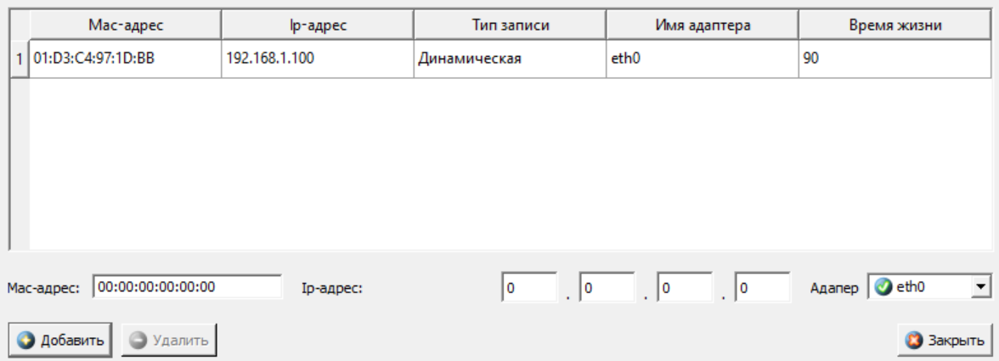 Мас-адрес Ip-адрес Тип записи Имя адаптера Время жизни
1 01:D3:C4:97:1D:BB 192.168.1.100 Динамическая eth0 90
Мас-адрес: 00:00:00:00:00:00 Ip-адрес: 0 . 0 . 0 . 0 Адапер eth0
Добавить Удалить Закрыть